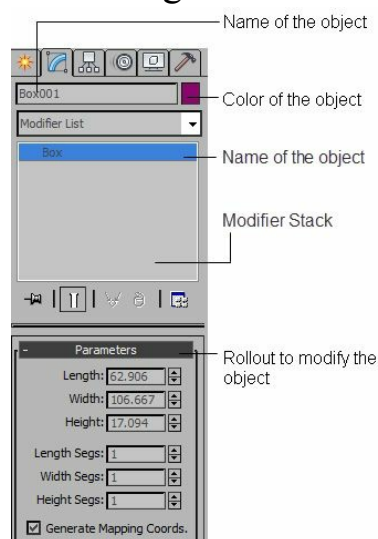 Name of the object
Box001
Color of the object
Modifier List
Box
Name of the object
Modifier Stack
- Parameters
Rollout to modify the
object
Length: 62.906
Width: 106.667
Height: 17.094
Length Segs: 1
Width Segs: 1
Height Segs: 1
Generate Mapping Coords.